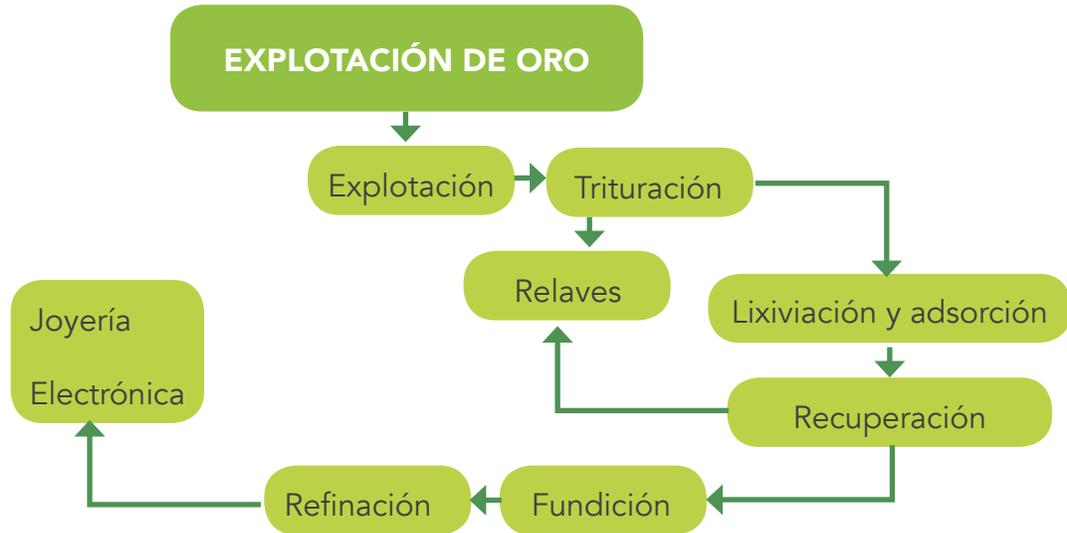 EXPLOTACIÓN DE ORO
Explotación
Trituración
Relaves
Lixiviación y adsorción
Recuperación
Fundición
Refinación
Joyería
Electrónica